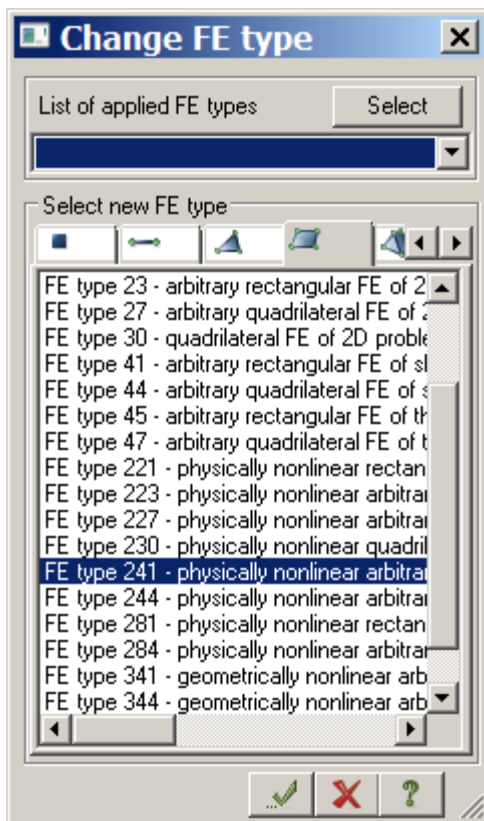 Change FE type
List of applied FE types
Select
Select new FE type
FE type 23 - arbitrary rectangular FE of 2
FE type 27 - arbitrary quadrilateral FE of 2
FE type 30 - quadrilateral FE of 2D proble
FE type 41 - arbitrary rectangular FE of sl
FE type 44 - arbitrary quadrilateral FE of s
FE type 45 - arbitrary rectangular FE of th
FE type 47 - arbitrary quadrilateral FE of t
FE type 221 - physically nonlinear rectan
FE type 223 - physically nonlinear arbitrar
FE type 227 - physically nonlinear arbitrar
FE type 230 - physically nonlinear quadril
FE type 241 - physically nonlinear arbitrar
FE type 244 - physically nonlinear arbitrar
FE type 281 - physically nonlinear rectan
FE type 284 - physically nonlinear arbitrar
FE type 341 - geometrically nonlinear arb
FE type 344 - geometrically nonlinear arb
?